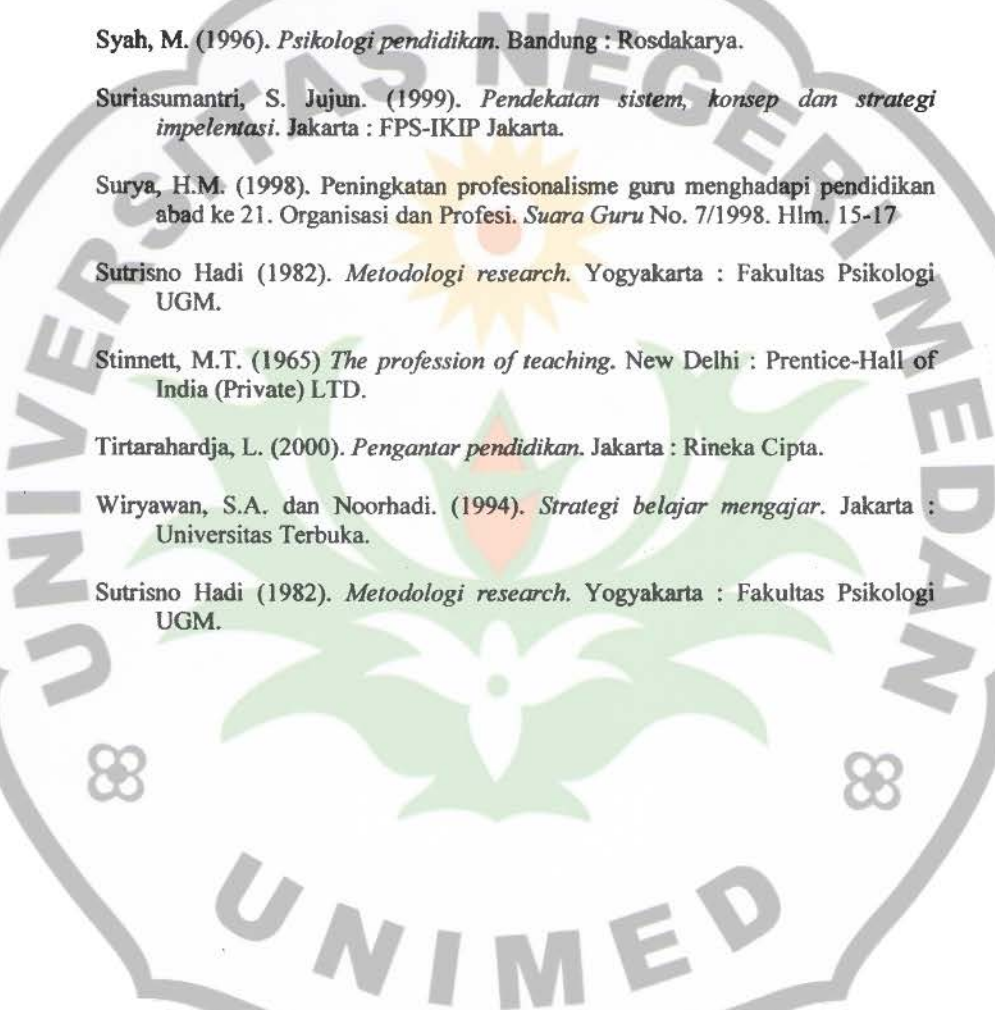 Syah, M. (1996). Psikologi pendidikan. Bandung : Rosdakarya.
Suriasumantri, S. Jujun. (1999). Pendekatan sistem, konsep dan strategi
impelentasi. Jakarta : FPS-IKIP Jakarta.
Surya, H.M. (1998). Peningkatan profesionalisme guru menghadapi pendidikan
abad ke 21. Organisasi dan Profesi. Suara Guru No. 7/1998. Hlm. 15-17
Sutrisno Hadi (1982). Metodologi research. Yogyakarta : Fakultas Psikologi
UGM.
Stinnett, M.T. (1965) The profession of teaching. New Delhi : Prentice-Hall of
India (Private) LTD.
Tirtarahardja, L. (2000). Pengantar pendidikan. Jakarta : Rineka Cipta.
Wiryawan, S.A. dan Noorhadi. (1994). Strategi belajar mengajar. Jakarta :
Universitas Terbuka.
Sutrisno Hadi (1982). Metodologi research. Yogyakarta : Fakultas Psikologi
UGM.
UNIVERSITAS NEGERI MEDAN
UNIMED